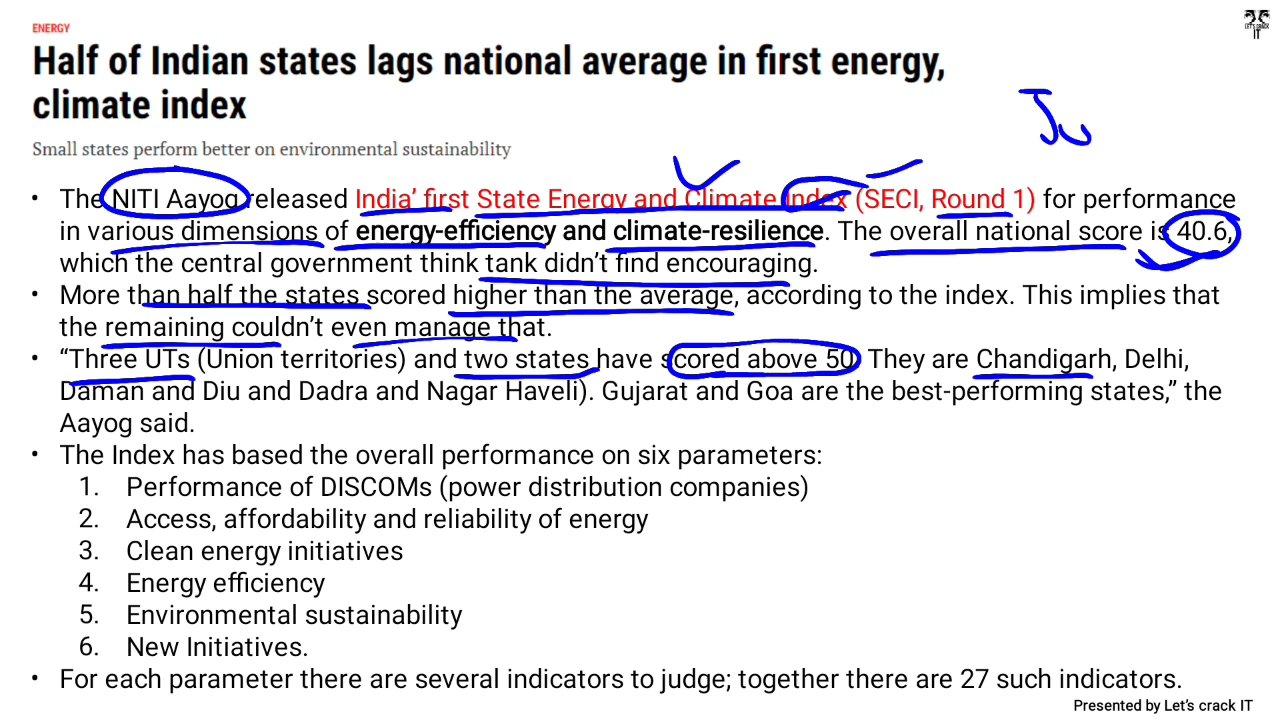 ENERGY
LET'S CRACK
IT
Half of Indian states lags national average in first energy,
climate index
Small states perform better on environmental sustainability
• The NITI Aayog released India' first State Energy and Climate Index (SECI, Round 1) for performance
in various dimensions of energy-efficiency and climate-resilience. The overall national score is 40.6,
which the central government think tank didn't find encouraging.
• More than half the states scored higher than the average, according to the index. This implies that
the remaining couldn't even manage that.
• “Three UTs (Union territories) and two states have scored above 50. They are Chandigarh, Delhi,
Daman and Diu and Dadra and Nagar Haveli). Gujarat and Goa are the best-performing states,” the
Aayog said.
• The Index has based the overall performance on six parameters:
1. Performance of DISCOMs (power distribution companies)
2. Access, affordability and reliability of energy
3. Clean energy initiatives
4. Energy efficiency
5. Environmental sustainability
6. New Initiatives.
• For each parameter there are several indicators to judge; together there are 27 such indicators.
Presented by Let's crack IT